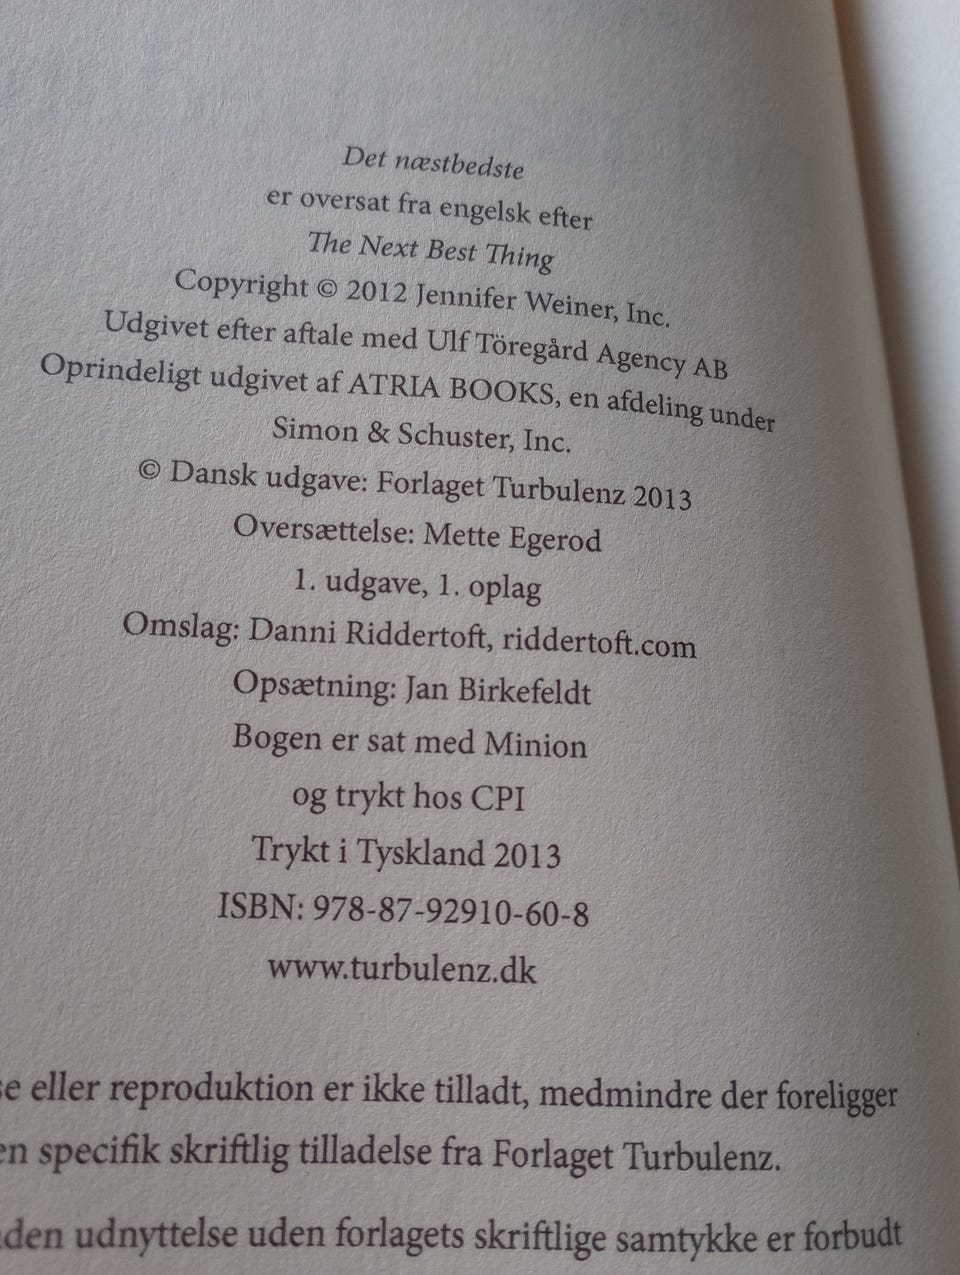 Det næstbedste
er oversat fra engelsk efter
The Next Best Thing
Copyright © 2012 Jennifer Weiner, Inc.
Udgivet efter aftale med Ulf Töregård Agency AB
Oprindeligt udgivet af ATRIA BOOKS, en afdeling under
Simon & Schuster, Inc.
© Dansk udgave: Forlaget Turbulenz 2013
Oversættelse: Mette Egerod
1. udgave, 1. oplag
Omslag: Danni Riddertoft, riddertoft.com
Opsætning: Jan Birkefeldt
Bogen er sat med Minion
og trykt hos CPI
Trykt i Tyskland 2013
ISBN: 978-87-92910-60-8
www.turbulenz.dk
eller reproduktion er ikke tilladt, medmindre der foreligger
en specifik skriftlig tilladelse fra Forlaget Turbulenz.
udnyttelse uden forlagets skriftlige samtykke er forbudt